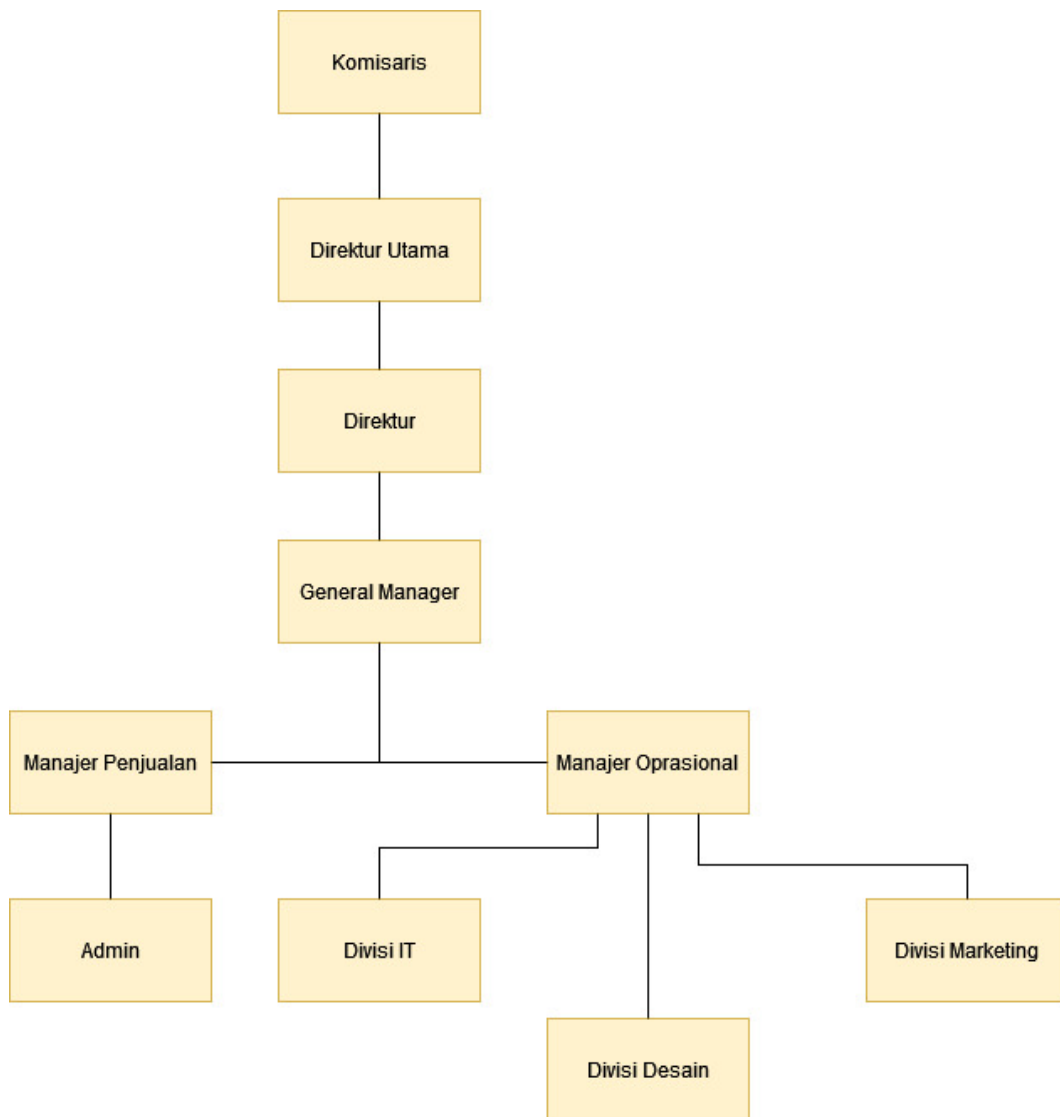 Komisaris
Direktur Utama
Direktur
General Manager
Manajer Penjualan
Manajer Oprasional
Admin
Divisi IT
Divisi Marketing
Divisi Desain